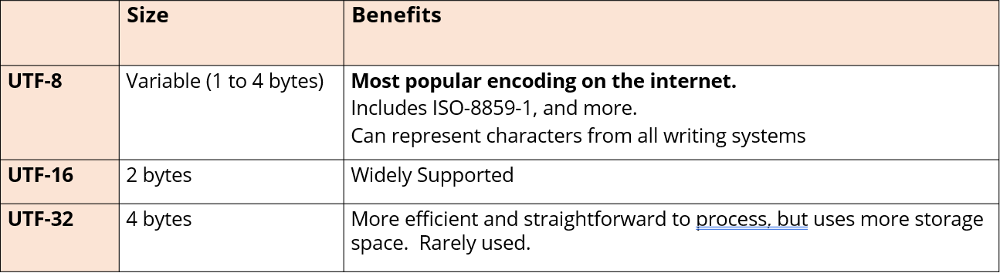 Size
Benefits
UTF-8
Variable (1 to 4 bytes)
Most popular encoding on the internet.
Includes ISO-8859-1, and more.
Can represent characters from all writing systems
UTF-16
2 bytes
Widely Supported
UTF-32
4 bytes
More efficient and straightforward to process, but uses more storage
space.  Rarely used.